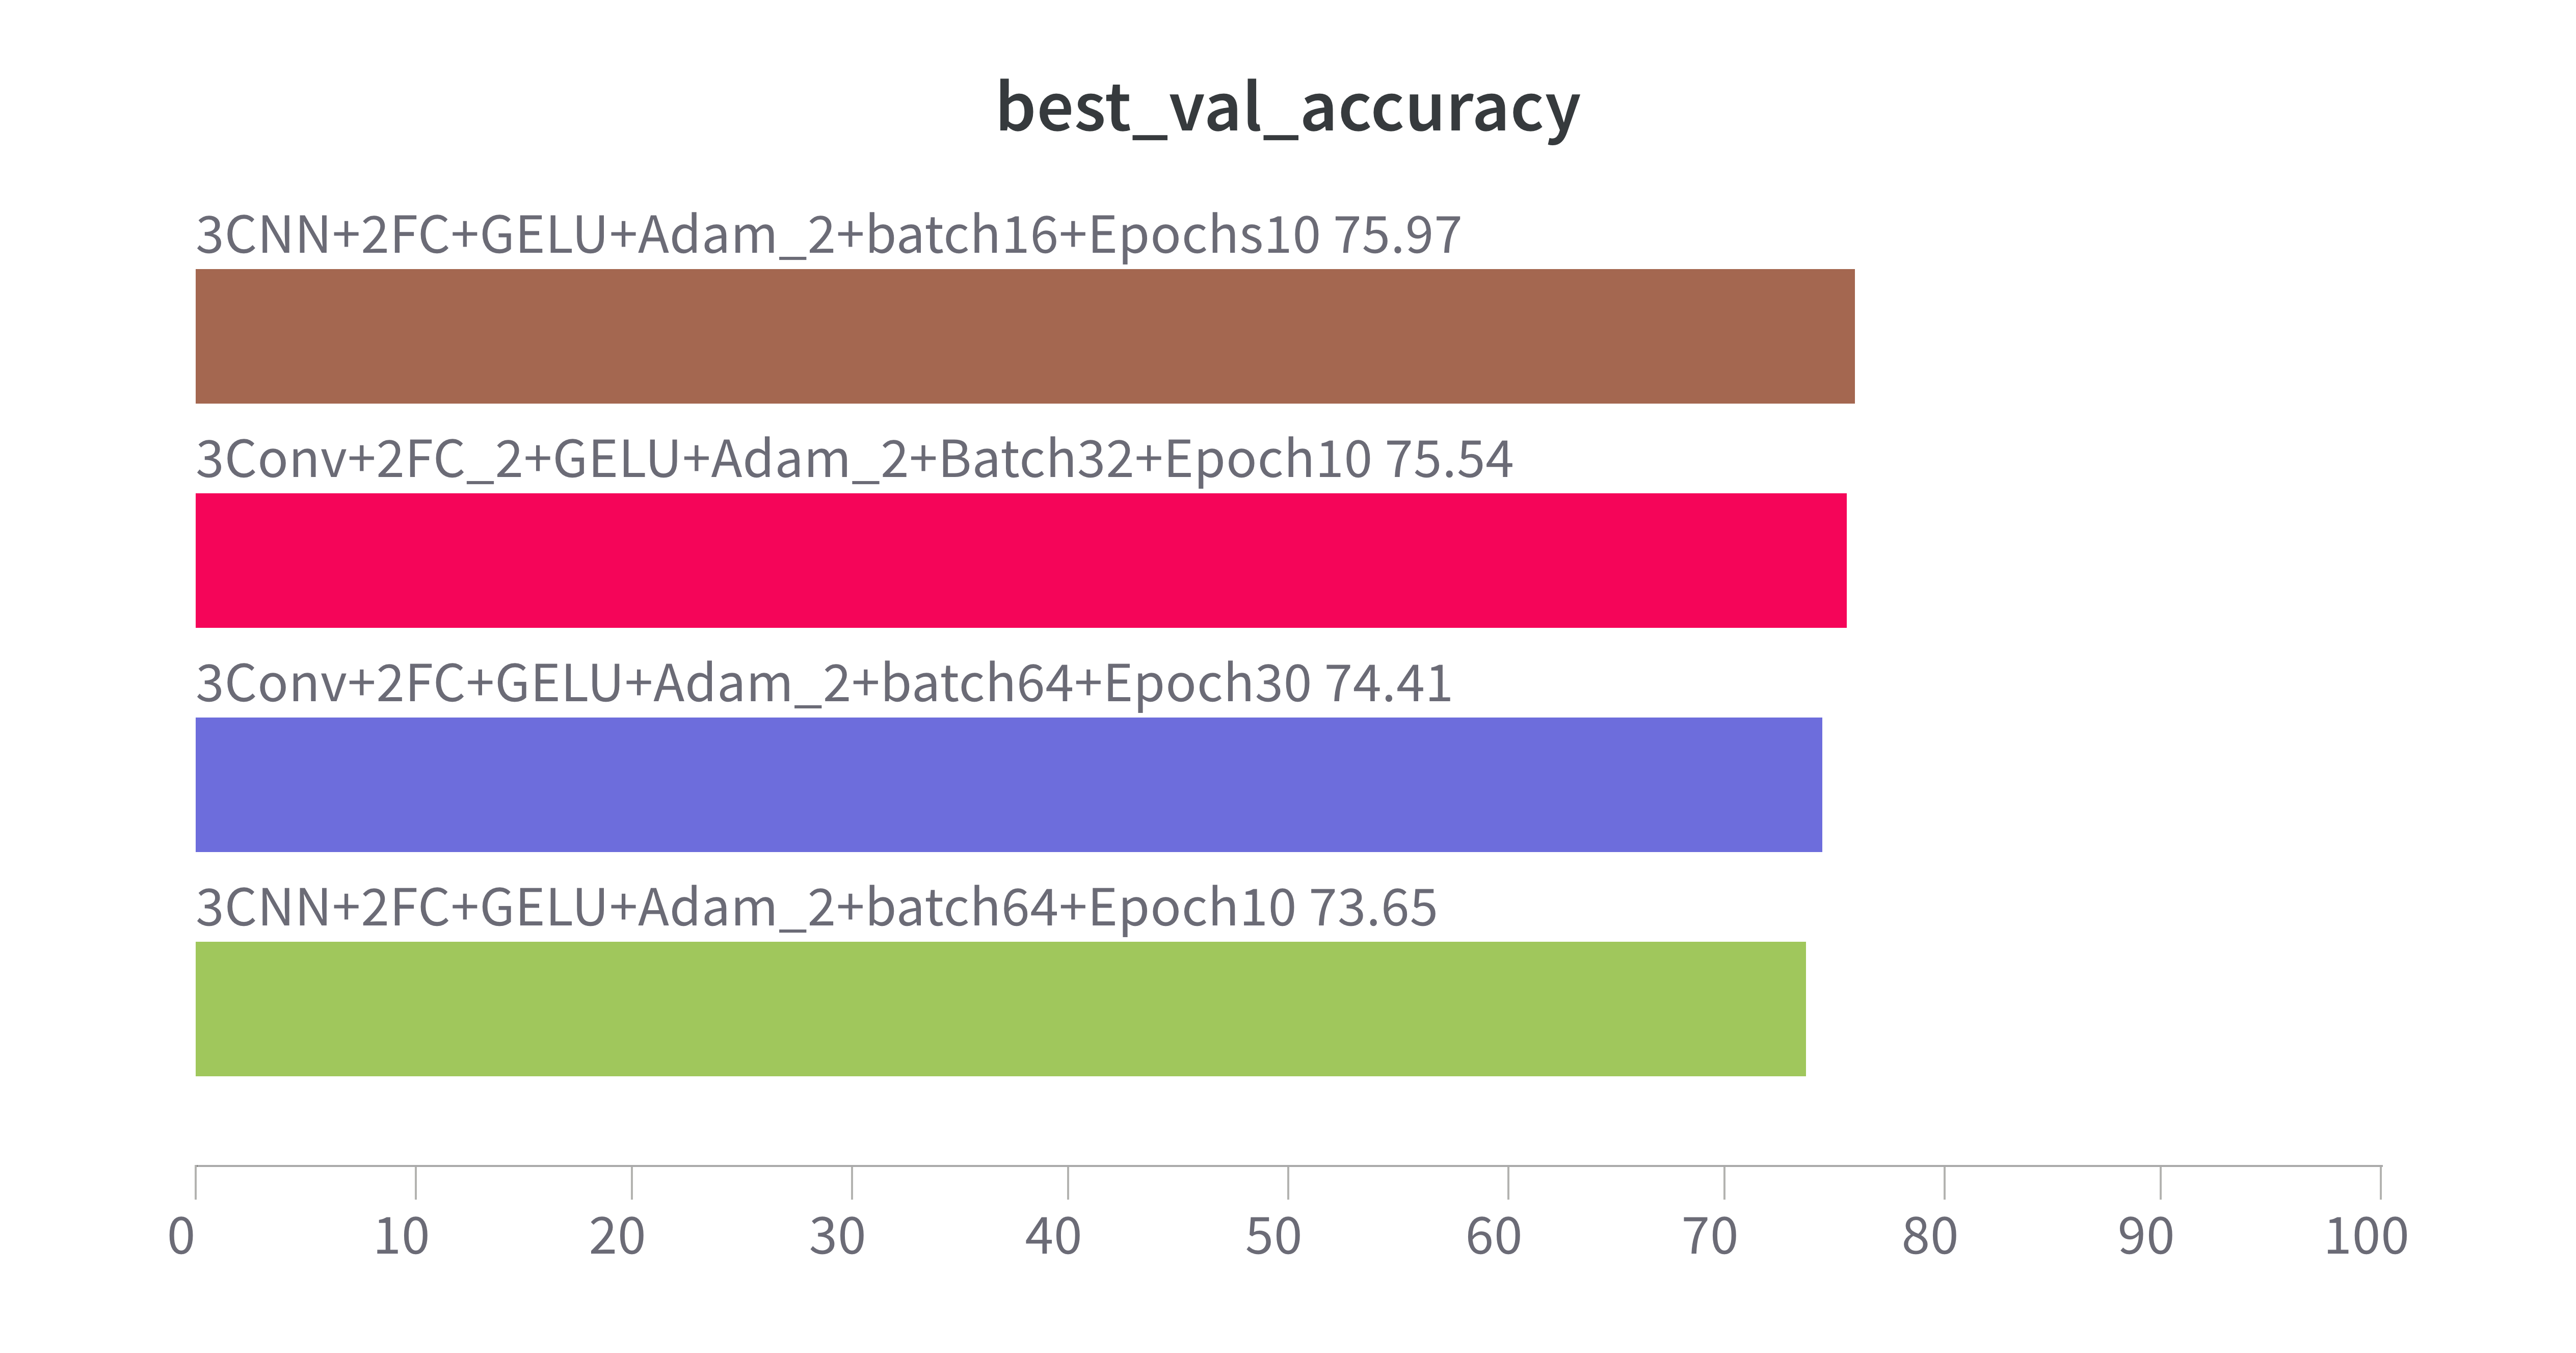 best_val_accuracy
3CNN+2FC+GELU+Adam_2+batch16+Epochs10 75.97
3Conv+2FC_2+GELU+Adam_2+Batch32+Epoch10 75.54
3Conv+2FC+GELU+Adam_2+batch64+Epoch30 74.41
3CNN+2FC+GELU+Adam_2+batch64+Epoch10 73.65
0 10 20 30 40 50 60 70 80 90 100